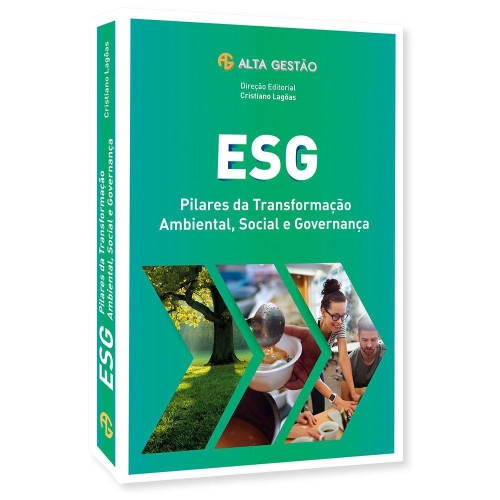 ALTA GESTÃO
Direção Editorial
Cristiano Lagôas
ESG
Pilares da Transformação
Ambiental, Social e Governança
Cristiano Lagôas
ESG
Pilares da Transformação
Ambiental, Social e Governança